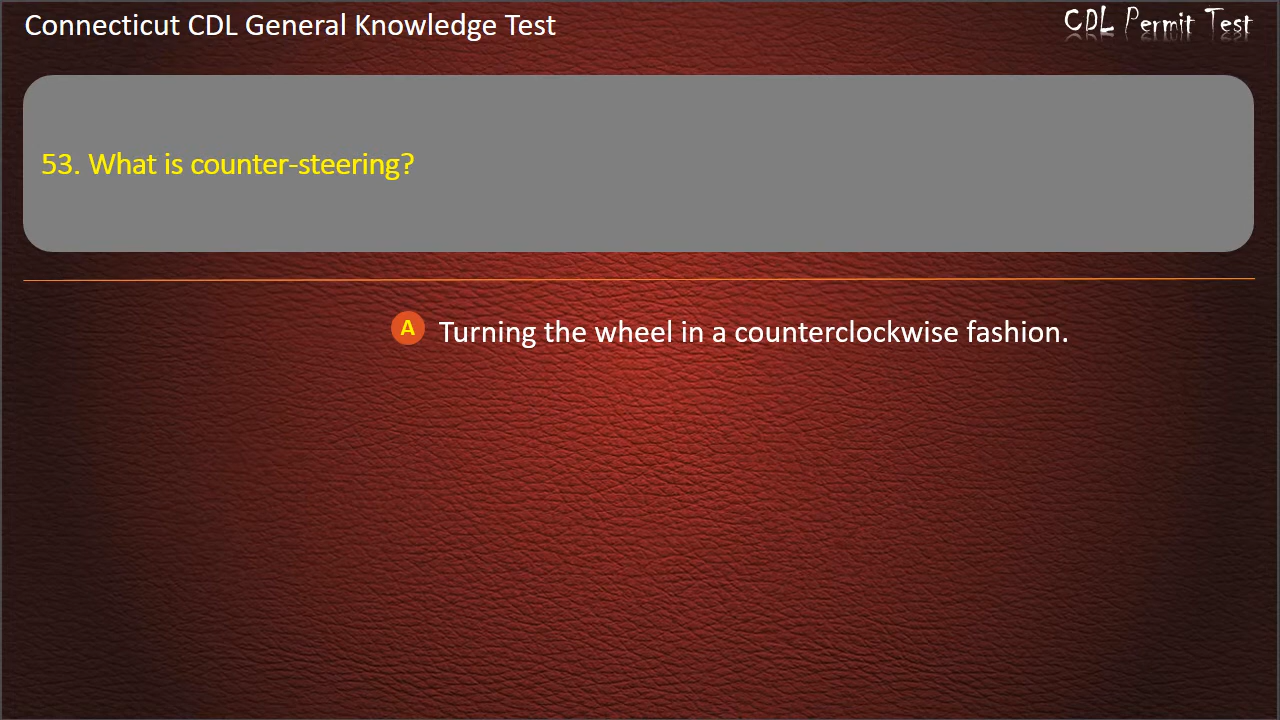 Connecticut CDL General Knowledge Test
CDL Permit Test
53. What is counter-steering?
A Turning the wheel in a counterclockwise fashion.